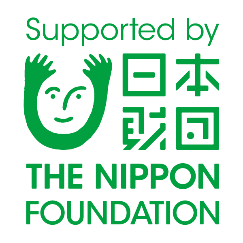 Supported by
日本
財団
THE NIPPON
FOUNDATION